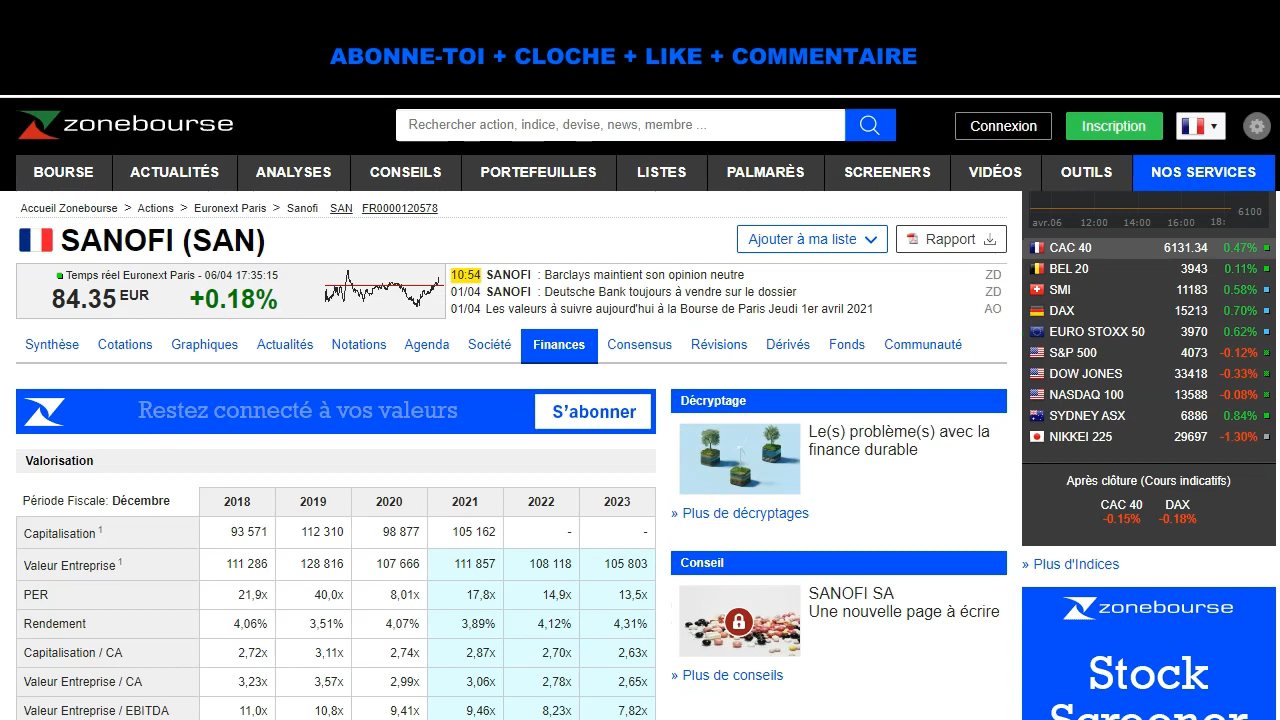 ABONNE-TOI + CLOCHE + LIKE + COMMENTAIRE
zonebourse
Rechercher action, indice, devise, news, membre ...
Connexion
Inscription
BOURSE ACTUALITÉS ANALYSES CONSEILS PORTEFEUILLES LISTES PALMARÈS SCREENERS VIDÉOS OUTILS NOS SERVICES
Accueil Zonebourse > Actions > Euronext Paris > Sanofi SAN FR0000120578
SANOFI (SAN)
Ajouter à ma liste
Rapport
Temps réel Euronext Paris - 06/04 17:35:15
84.35 EUR +0.18%
10:54 SANOFI : Barclays maintient son opinion neutre ZD
01/04 SANOFI : Deutsche Bank toujours à vendre sur le dossier ZD
01/04 Les valeurs à suivre aujourd'hui à la Bourse de Paris Jeudi 1er avril 2021 AO
Synthèse Cotations Graphiques Actualités Notations Agenda Société Finances Consensus Révisions Dérivés Fonds Communauté
Restez connecté à vos valeurs
S'abonner
Valorisation
Période Fiscale: Décembre 2018 2019 2020 2021 2022 2023
Capitalisation 1 93 571 112 310 98 877 105 162 - -
Valeur Entreprise 1 111 286 128 816 107 666 111 857 108 118 105 803
PER 21,9x 40,0x 8,01x 17,8x 14,9x 13,5x
Rendement 4,06% 3,51% 4,07% 3,89% 4,12% 4,31%
Capitalisation / CA 2,72x 3,11x 2,74x 2,87x 2,70x 2,63x
Valeur Entreprise / CA 3,23x 3,57x 2,99x 3,06x 2,78x 2,65x
Valeur Entreprise / EBITDA 11,0x 10,8x 9,41x 9,46x 8,23x 7,82x
Décryptage
Le(s) problème(s) avec la
finance durable
» Plus de décryptages
Conseil
SANOFI SA
Une nouvelle page à écrire
» Plus de conseils
6100
avr.06 12:00 14:00 16:00 18:
CAC 40 6131.34 0.47%
BEL 20 3943 0.11%
SMI 11183 0.58%
DAX 15213 0.70%
EURO STOXX 50 3970 0.62%
S&P 500 4073 -0.12%
DOW JONES 33418 -0.33%
NASDAQ 100 13588 -0.08%
SYDNEY ASX 6886 0.84%
NIKKEI 225 29697 -1.30%
Après clôture (Cours indicatifs)
CAC 40 DAX
-0.15% -0.18%
» Plus d'Indices
zonebourse
Stock
Screener